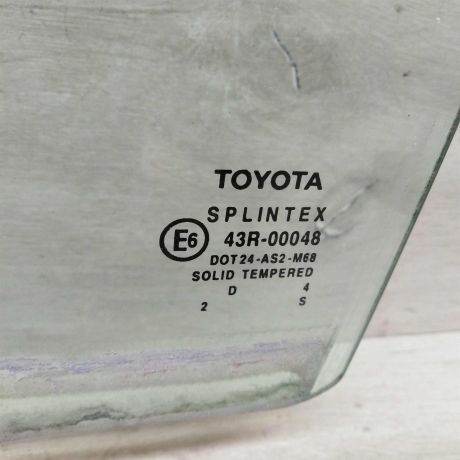 TOYOTA
SPLINTEX
E6 43R-00048
DOT24-AS2-M68
SOLID TEMPERED
D 4
2 S